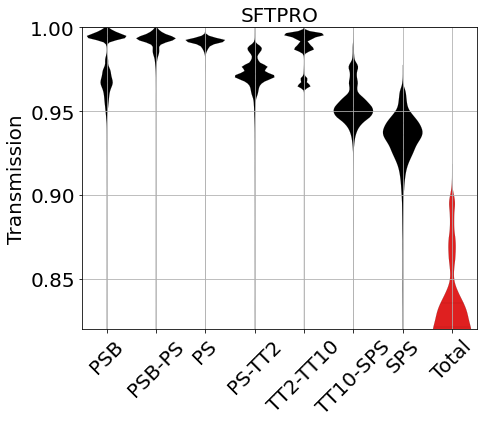 SFTPRO
1.00
0.95
0.90
0.85
Transmission
PSB
PSB-PS
PS
PS-TT2
TT2-TT10
TT10-SPS
SPS
Total